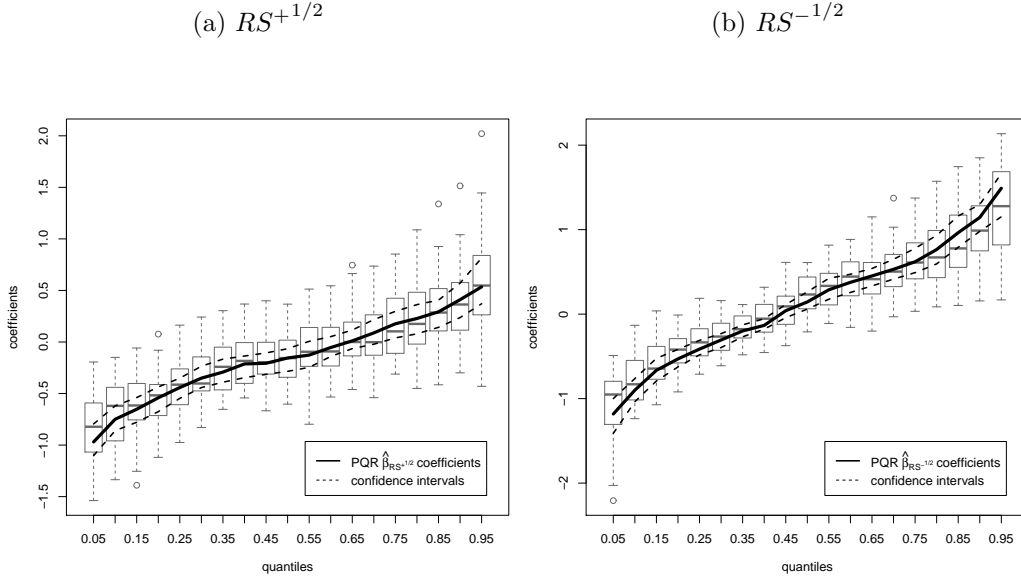 (a) RS^{+1/2}
(b) RS^{-1/2}
coefficients
2.0
1.5
1.0
0.5
0.0
-0.5
-1.0
-1.5
PQR β̂_{RS^{+1/2}} coefficients
confidence intervals
0.05 0.15 0.25 0.35 0.45 0.55 0.65 0.75 0.85 0.95
quantiles
coefficients
2
1
0
-1
-2
PQR β̂_{RS^{-1/2}} coefficients
confidence intervals
0.05 0.15 0.25 0.35 0.45 0.55 0.65 0.75 0.85 0.95
quantiles